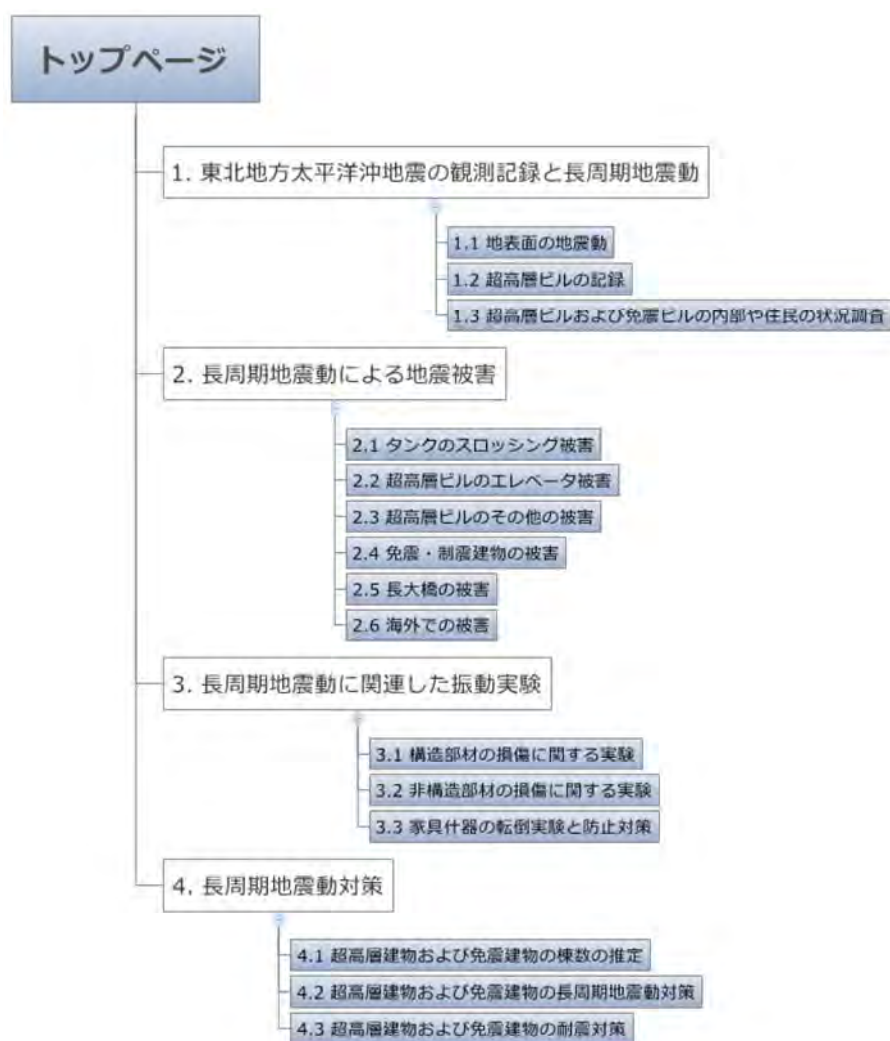 トップページ
1. 東北地方太平洋沖地震の観測記録と長周期地震動
1.1 地表面の地震動
1.2 超高層ビルの記録
1.3 超高層ビルおよび免震ビルの内部や住民の状況調査
2. 長周期地震動による地震被害
2.1 タンクのスロッシング被害
2.2 超高層ビルのエレベータ被害
2.3 超高層ビルのその他の被害
2.4 免震・制震建物の被害
2.5 長大橋の被害
2.6 海外での被害
3. 長周期地震動に関連した振動実験
3.1 構造部材の損傷に関する実験
3.2 非構造部材の損傷に関する実験
3.3 家具什器の転倒実験と防止対策
4. 長周期地震動対策
4.1 超高層建物および免震建物の棟数の推定
4.2 超高層建物および免震建物の長周期地震動対策
4.3 超高層建物および免震建物の耐震対策